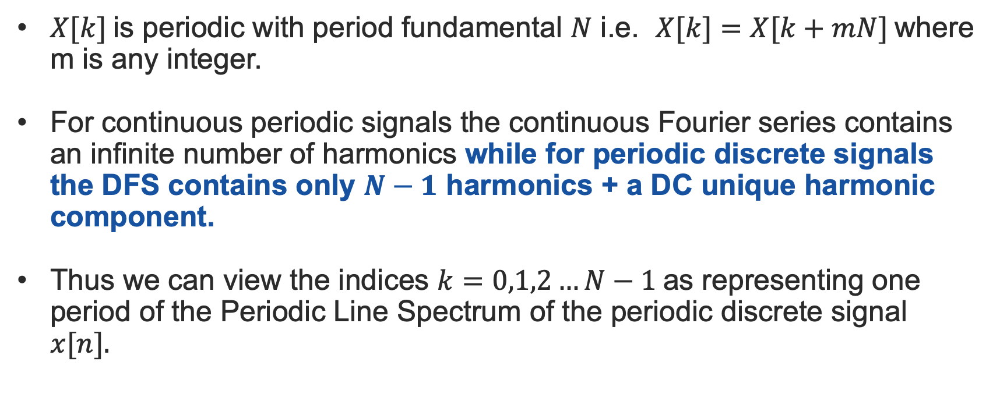 • X[k] is periodic with period fundamental N i.e. X[k] = X[k + mN] where
m is any integer.
• For continuous periodic signals the continuous Fourier series contains
an infinite number of harmonics while for periodic discrete signals
the DFS contains only N − 1 harmonics + a DC unique harmonic
component.
• Thus we can view the indices k = 0,1,2 ... N − 1 as representing one
period of the Periodic Line Spectrum of the periodic discrete signal
x[n].